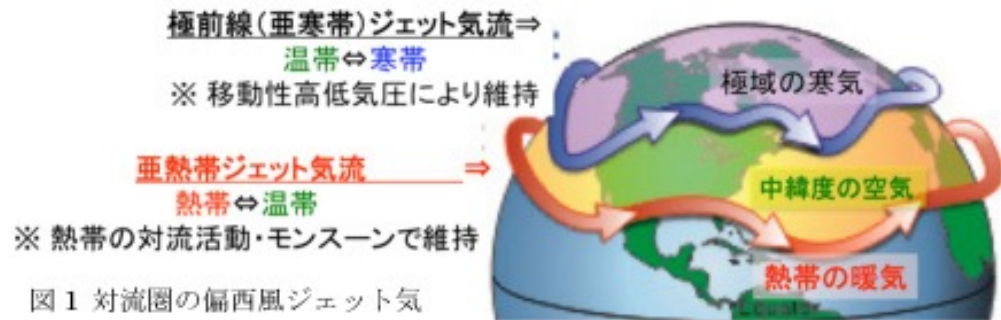 極前線(亜寒帯)ジェット気流⇒
温帯⇔寒帯
※ 移動性高低気圧により維持
亜熱帯ジェット気流 ⇒
熱帯⇔温帯
※ 熱帯の対流活動・モンスーンで維持
図 1 対流圏の偏西風ジェット気
極域の寒気
中緯度の空気
熱帯の暖気